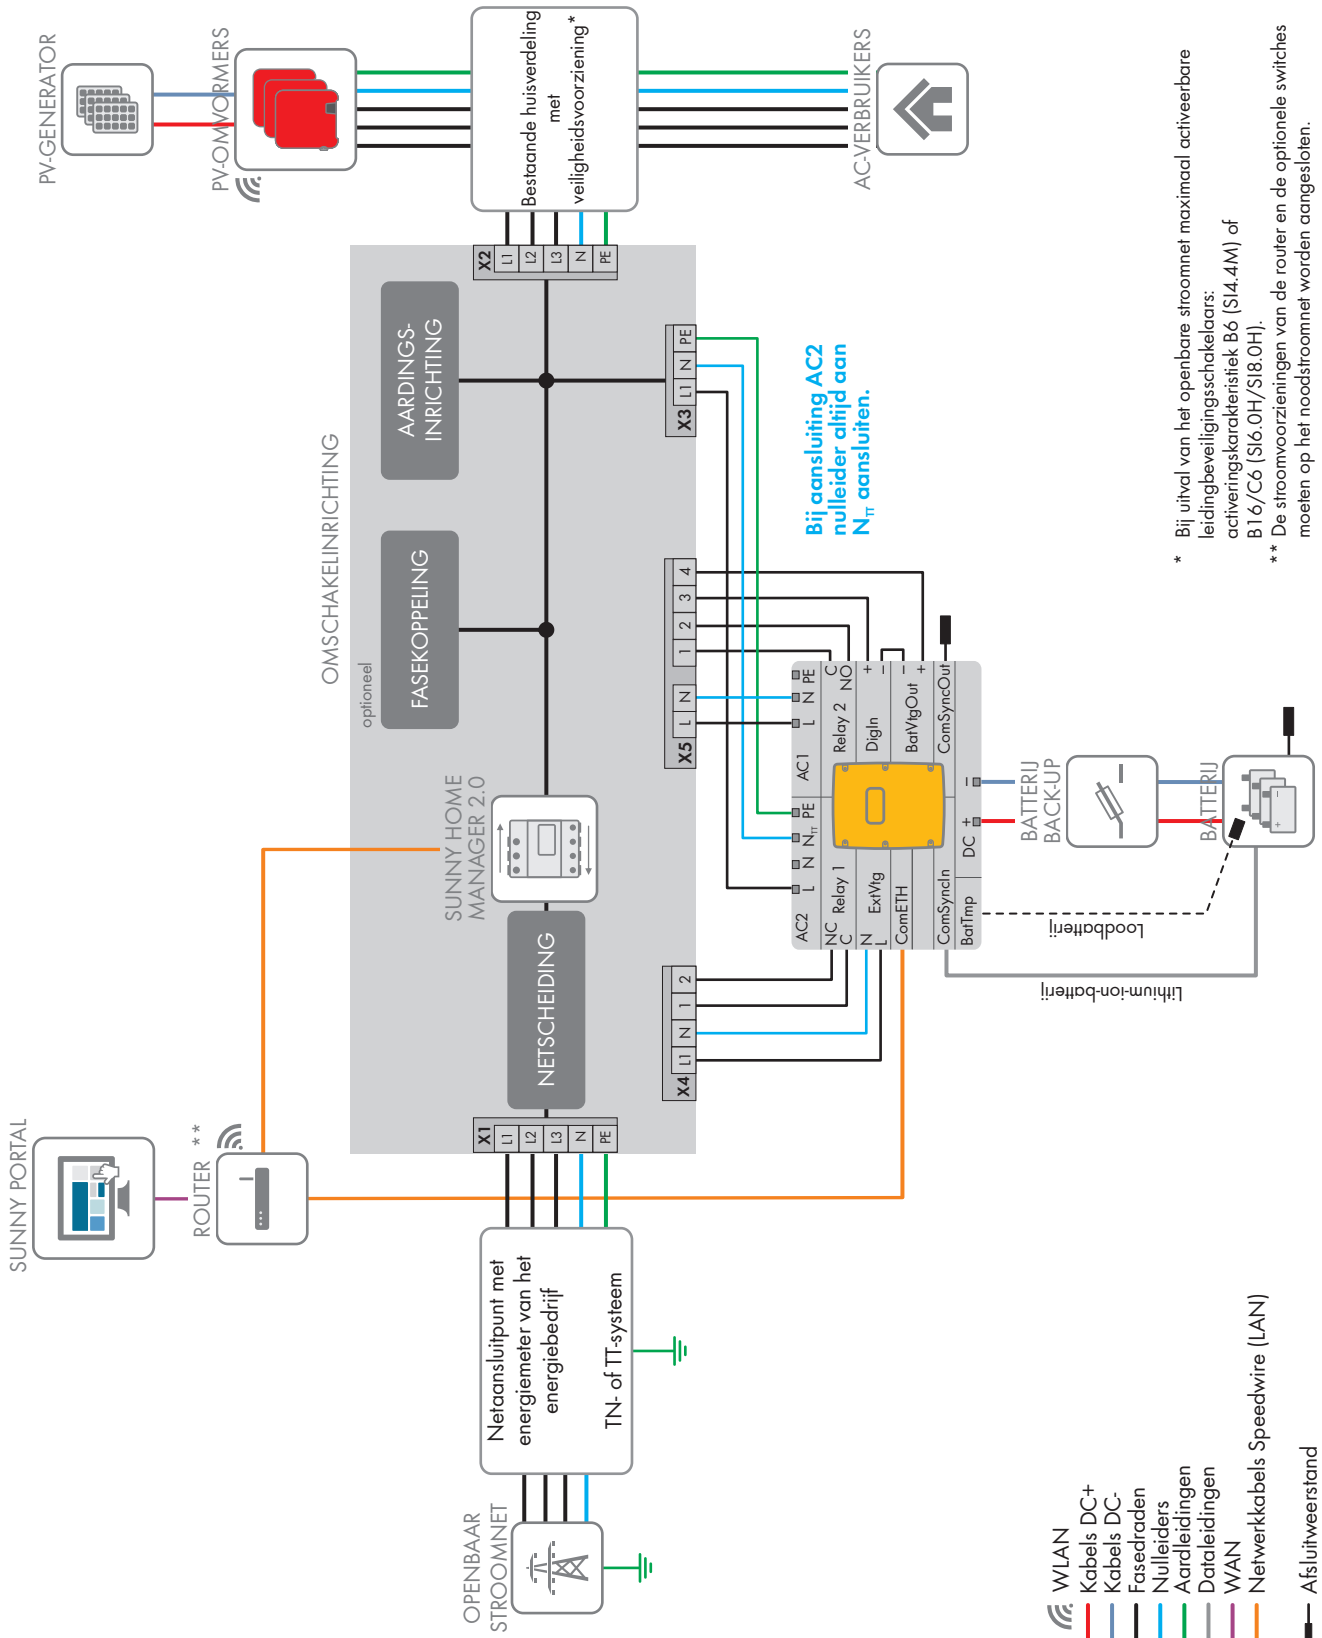 SUNNY PORTAL
ROUTER **
PV-GENERATOR
PV-OMVORMERS
OMSCHAKELINRICHTING
optioneel
FASEKOPPELING
AARDINGS-
INRICHTING
NETSCHEIDING
SUNNY HOME
MANAGER 2.0
OPENBAAR
STROOMNET
Netaansluitpunt met
energiemeter van het
energiebedrijf
TN- of TT-systeem
X1
L1
L2
L3
N
PE
X2
L1
L2
L3
N
PE
Bestaande huisverdeling
met
veiligheidsvoorziening*
AC-VERBRUIKERS
X4
L1
N
1
2
X5
L
N
1
2
3
4
X3
L1
N
PE
Bij aansluiting AC2
nulleider altijd aan
NTT aansluiten.
AC2
L
N
NTT
PE
AC1
L
N
PE
NC
C
Relay 1
Relay 2
C
NO
N
L
ExtVtg
DigIn
+
−
ComETH
BatVtgOut
−
+
ComSyncIn
ComSyncOut
BatTmp
DC
+
−
Loodbatterij
Lithium-ion-batterij
BATTERIJ
BACK-UP
BATTERIJ
WLAN
Kabels DC+
Kabels DC-
Fasedraden
Nulleiders
Aardleidingen
Dataleidingen
WAN
Netwerkkabels Speedwire (LAN)
Afsluitweerstand
* Bij uitval van het openbare stroomnet maximaal activeerbare
leidingbeveiligingsschakelaars:
activeringskarakteristiek B6 (SI4.4M) of
B16/C6 (SI6.0H/SI8.0H).
** De stroomvoorzieningen van de router en de optionele switches
moeten op het noodstroomnet worden aangesloten.